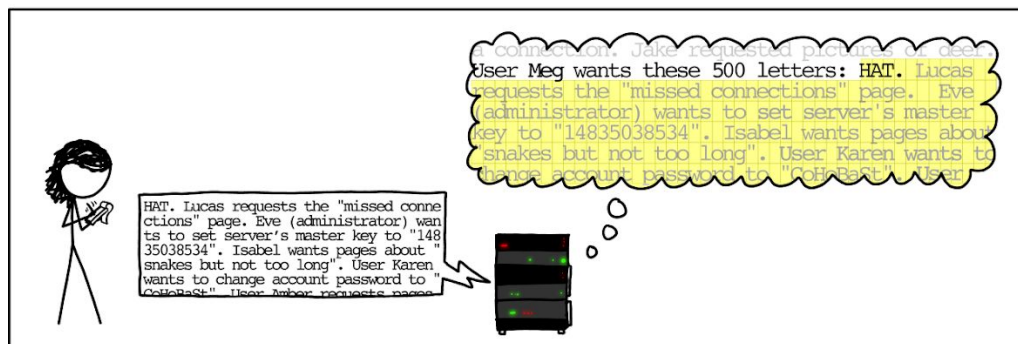 a connection. Jake requested pictures of deer.
User Meg wants these 500 letters: HAT. Lucas
requests the "missed connections" page. Eve
(administrator) wants to set server's master
key to "14835038534". Isabel wants pages about
"snakes but not too long". User Karen wants to
change account password to "CoHoBaSt". User
HAT. Lucas requests the "missed conne
ctions" page. Eve (administrator) wan
ts to set server's master key to "148
35038534". Isabel wants pages about "
snakes but not too long". User Karen
wants to change account password to "
CoHoBaSt". User Amber requests pages